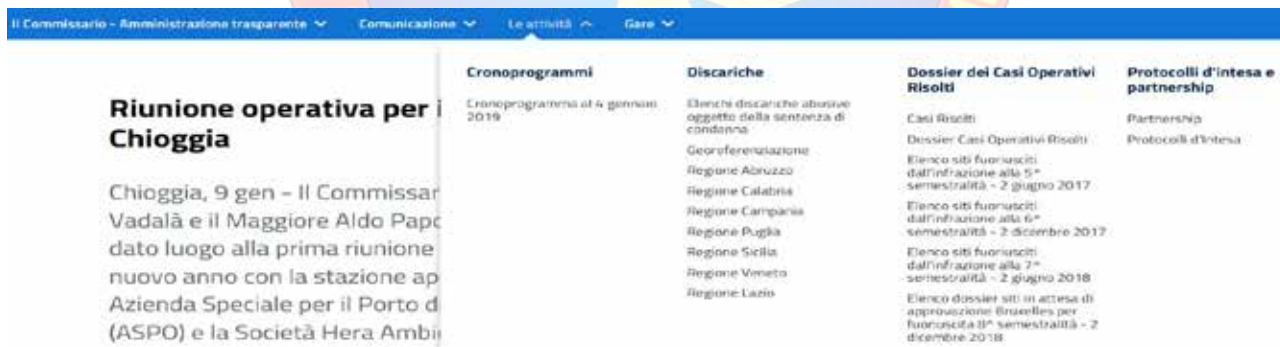 Il Commissario - Amministrazione trasparente
Comunicazione
Le attività
Gare
Riunione operativa per i
Chioggia
Chioggia, 9 gen – Il Commissar
Vadalà e il Maggiore Aldo Papo
dato luogo alla prima riunione
nuovo anno con la stazione ap
Azienda Speciale per il Porto d
(ASPO) e la Società Hera Ambi
Cronoprogrammi
Cronoprogramma al 4 gennaio
2019
Discariche
Elenchi discariche abusive
oggetto della sentenza di
condanna
Georeferenziazione
Regione Abruzzo
Regione Calabria
Regione Campania
Regione Puglia
Regione Sicilia
Regione Veneto
Regione Lazio
Dossier dei Casi Operativi
Risolti
Casi Risolti
Dossier Casi Operativi Risolti
Elenco siti fuoriusciti
dall'infrazione alla 5^
semestralità - 2 giugno 2017
Elenco siti fuoriusciti
dall'infrazione alla 6^
semestralità - 2 dicembre 2017
Elenco siti fuoriusciti
dall'infrazione alla 7^
semestralità - 2 giugno 2018
Elenco dossier siti in attesa di
approvazione Bruxelles per
fuoriuscita 8^ semestralità - 2
dicembre 2018
Protocolli d'intesa e
partnership
Partnership
Protocolli d'Intesa